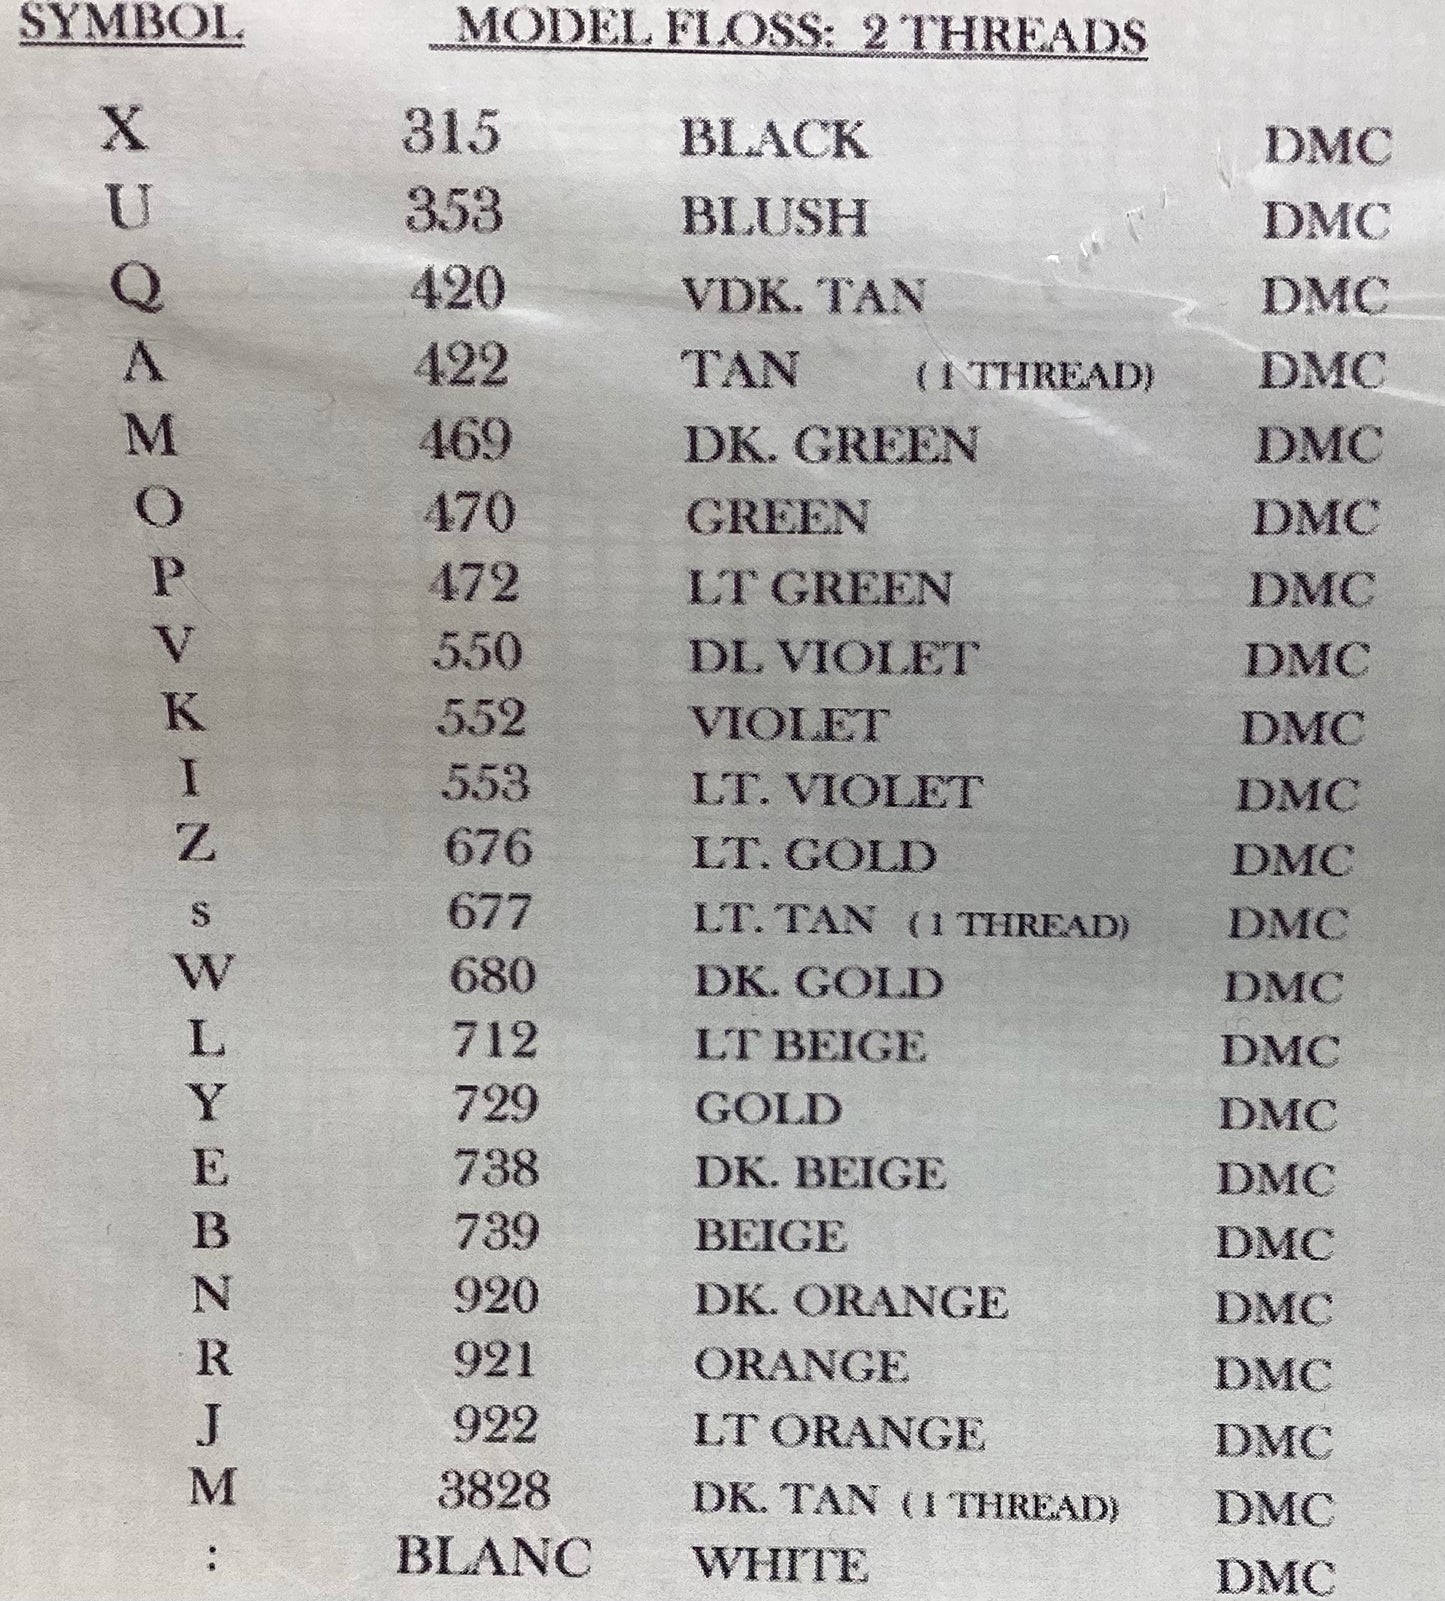 SYMBOL MODEL FLOSS: 2 THREADS
X 315 BLACK DMC
U 353 BLUSH DMC
Q 420 VDK. TAN DMC
A 422 TAN (1 THREAD) DMC
M 469 DK. GREEN DMC
O 470 GREEN DMC
P 472 LT GREEN DMC
V 550 DL VIOLET DMC
K 552 VIOLET DMC
I 553 LT. VIOLET DMC
Z 676 LT. GOLD DMC
s 677 LT. TAN (1 THREAD) DMC
W 680 DK. GOLD DMC
L 712 LT BEIGE DMC
Y 729 GOLD DMC
E 738 DK. BEIGE DMC
B 739 BEIGE DMC
N 920 DK. ORANGE DMC
R 921 ORANGE DMC
J 922 LT ORANGE DMC
M 3828 DK. TAN (1 THREAD) DMC
: BLANC WHITE DMC